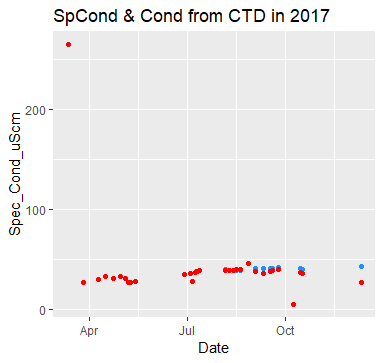 SpCond & Cond from CTD in 2017
Spec_Cond_uScm
200
100
0
Apr Jul Oct
Date